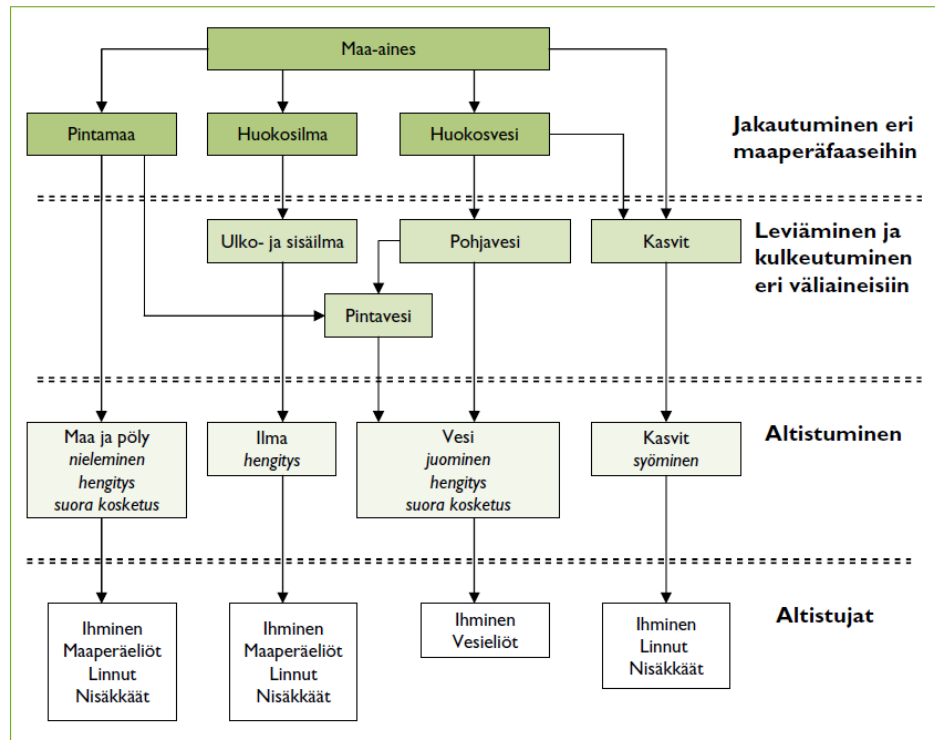 Maa-aines
Pintamaa
Huokosilma
Huokosvesi
Jakautuminen eri
maaperäfaaseihin
Ulko- ja sisäilma
Pohjavesi
Kasvit
Leviäminen ja
kulkeutuminen
eri väliaineisiin
Pintavesi
Maa ja pöly
nieleminen
hengitys
suora kosketus
Ilma
hengitys
Vesi
juominen
hengitys
suora kosketus
Kasvit
syöminen
Altistuminen
Ihminen
Maaperäeliöt
Linnut
Nisäkkäät
Ihminen
Maaperäeliöt
Linnut
Nisäkkäät
Ihminen
Vesieliöt
Ihminen
Linnut
Nisäkkäät
Altistujat